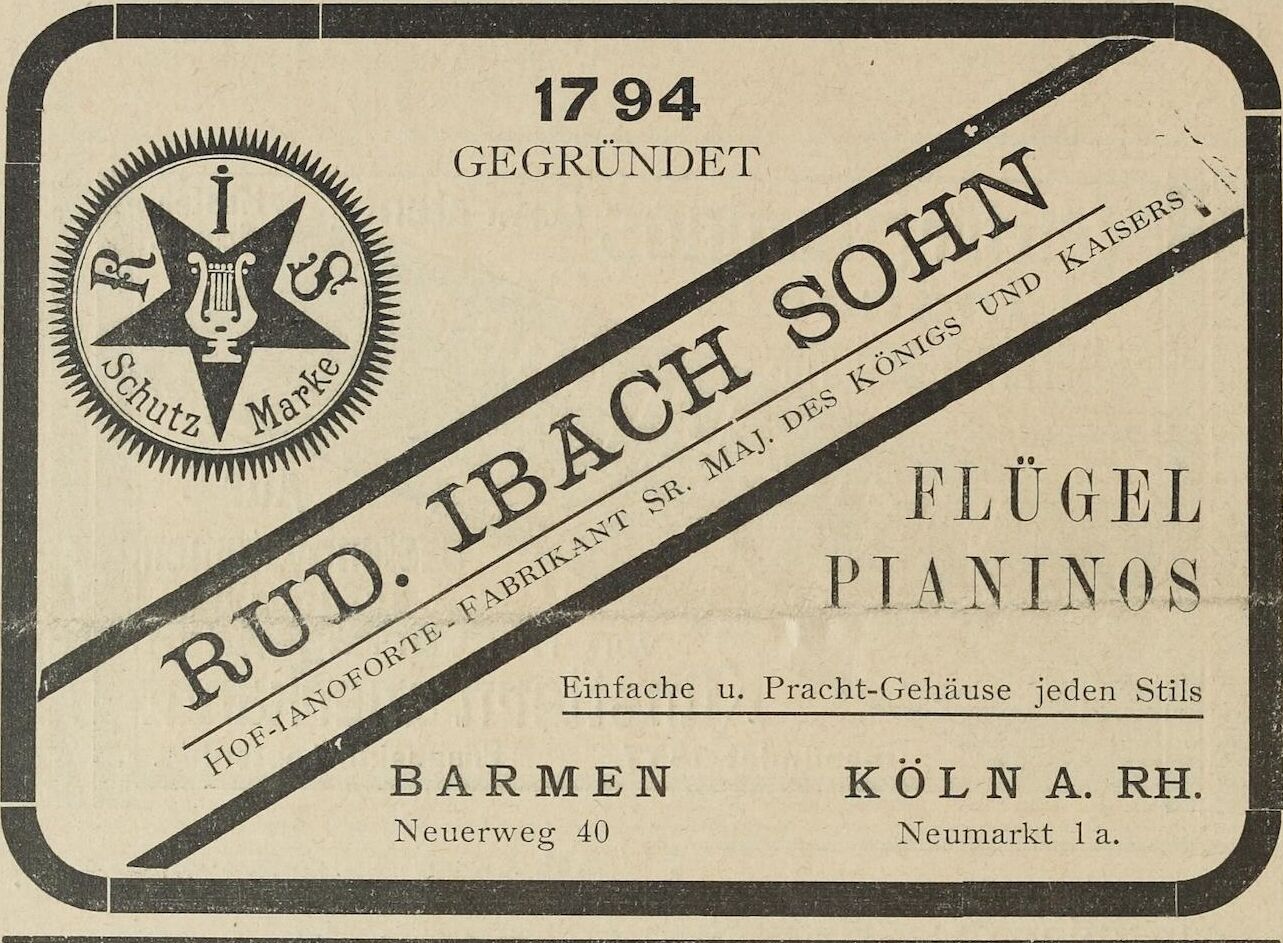 1794
GEGRÜNDET
R I S
Schutz Marke
RUD. IBACH SOHN
HOF-IANOFORTE-FABRIKANT SR. MAJ. DES KÖNIGS UND KAISERS
FLÜGEL
PIANINOS
Einfache u. Pracht-Gehäuse jeden Stils
BARMEN
Neuerweg 40
KÖLN A. RH.
Neumarkt 1a.